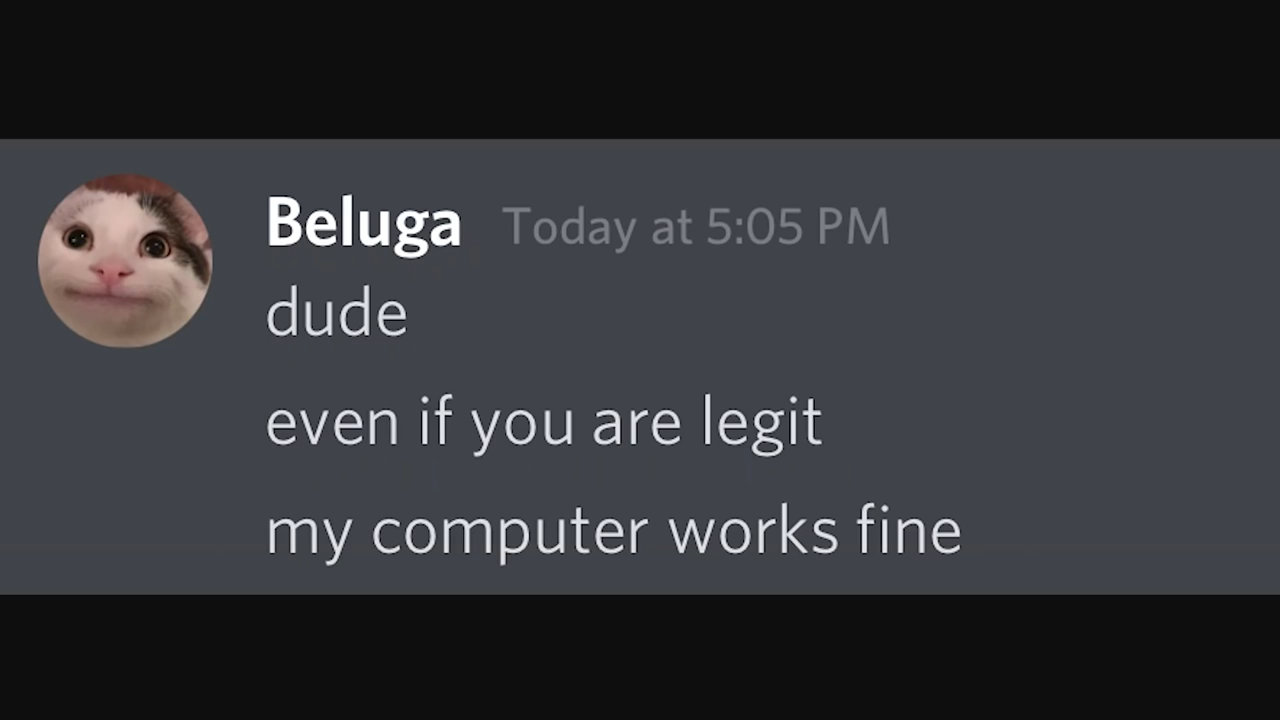 Beluga Today at 5:05 PM
dude
even if you are legit
my computer works fine